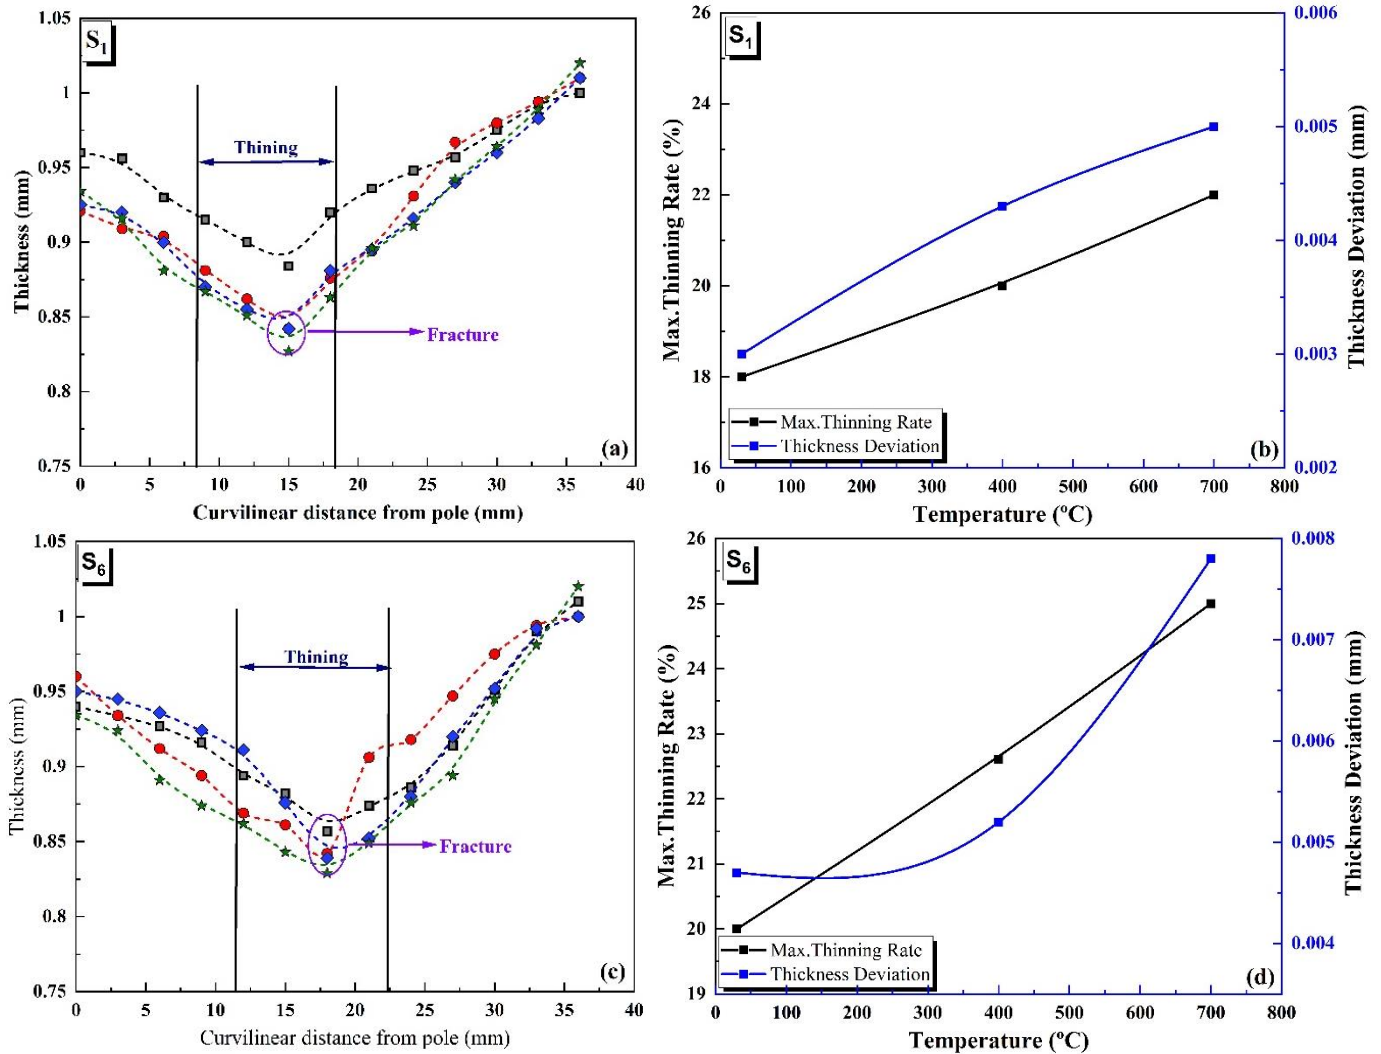 S1
1.05
1
0.95
0.9
0.85
0.8
0.75
Thickness (mm)
Thining
Fracture
(a)
0 5 10 15 20 25 30 35 40
Curvilinear distance from pole (mm)
S1
26
24
22
20
18
16
Max.Thinning Rate (%)
0.006
0.005
0.004
0.003
0.002
Thickness Deviation (mm)
Max.Thinning Rate
Thickness Deviation
(b)
0 100 200 300 400 500 600 700 800
Temperature (ºC)
S6
1.05
1
0.95
0.9
0.85
0.8
0.75
Thickness (mm)
Thining
Fracture
(c)
0 5 10 15 20 25 30 35 40
Curvilinear distance from pole (mm)
S6
26
25
24
23
22
21
20
19
Max.Thinning Rate (%)
0.008
0.007
0.006
0.005
0.004
Thickness Deviation (mm)
Max.Thinning Rate
Thickness Deviation
(d)
0 100 200 300 400 500 600 700 800
Temperature (ºC)